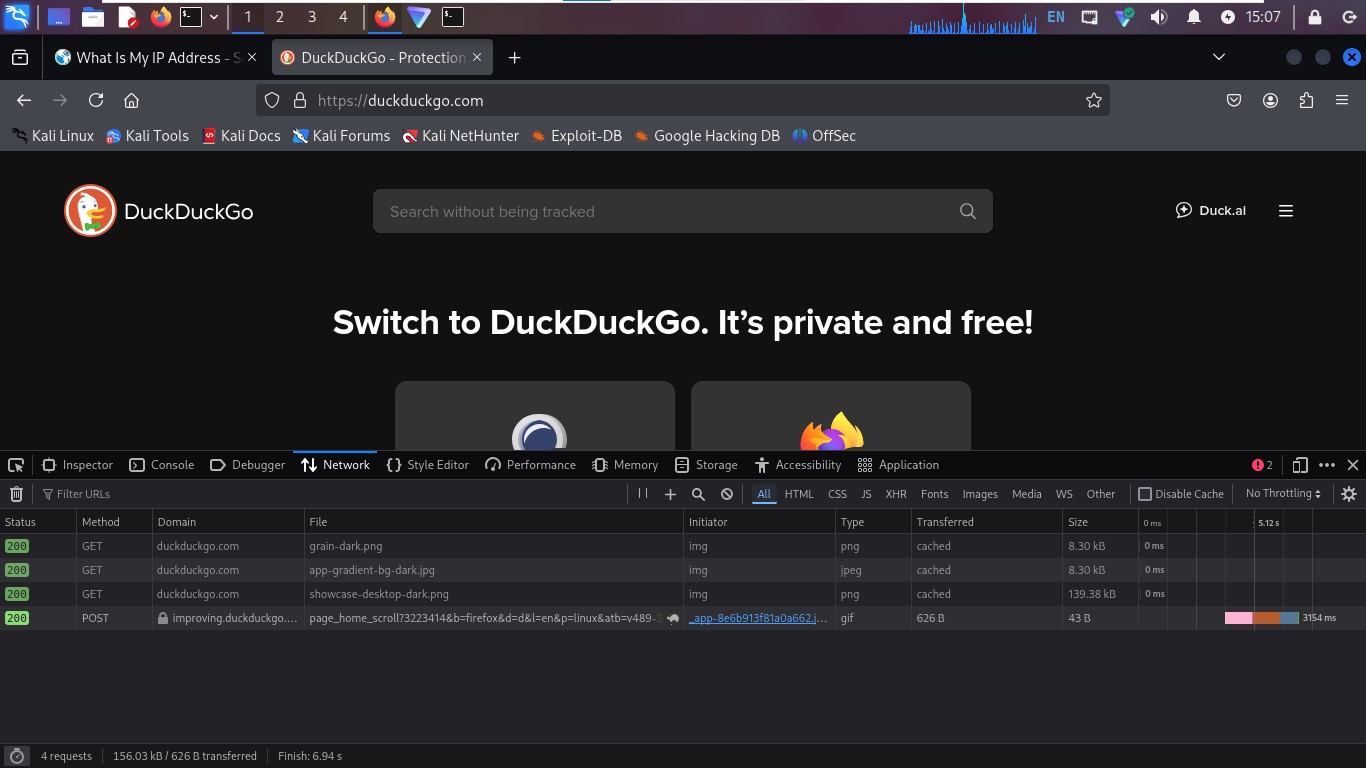 1 2 3 4 EN 15:07
What Is My IP Address - S DuckDuckGo - Protection
https://duckduckgo.com
Kali Linux Kali Tools Kali Docs Kali Forums Kali NetHunter Exploit-DB Google Hacking DB OffSec
DuckDuckGo Search without being tracked Duck.ai
Switch to DuckDuckGo. It's private and free!
Inspector Console Debugger Network Style Editor Performance Memory Storage Accessibility Application 2
Filter URLs All HTML CSS JS XHR Fonts Images Media WS Other Disable Cache No Throttling
Status Method Domain File Initiator Type Transferred Size 0 ms 5.12 s
200 GET duckduckgo.com grain-dark.png img png cached 8.30 kB 0 ms
200 GET duckduckgo.com app-gradient-bg-dark.jpg img jpeg cached 8.30 kB 0 ms
200 GET duckduckgo.com showcase-desktop-dark.png img png cached 139.38 kB 0 ms
200 POST improving.duckduckgo.… page_home_scroll?3223414&b=firefox&d=d&l=en&p=linux&atb=v489- _app-8e6b913f81a0a662.j… gif 626 B 43 B 3154 ms
4 requests 156.03 kB / 626 B transferred Finish: 6.94 s